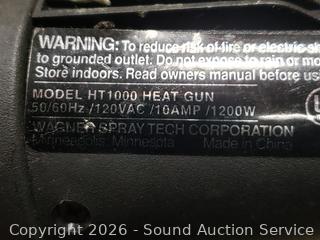 WARNING: To reduce risk of fire or electric
to grounded outlet. Do not expose to rain or
Store indoors. Read owners manual before
MODEL HT1000 HEAT GUN
50/60Hz /120VAC /10AMP /1200W
WAGNER SPRAY TECH CORPORATION
Minneapolis, Minnesota Made in China
Copyright 2026 - Sound Auction Service